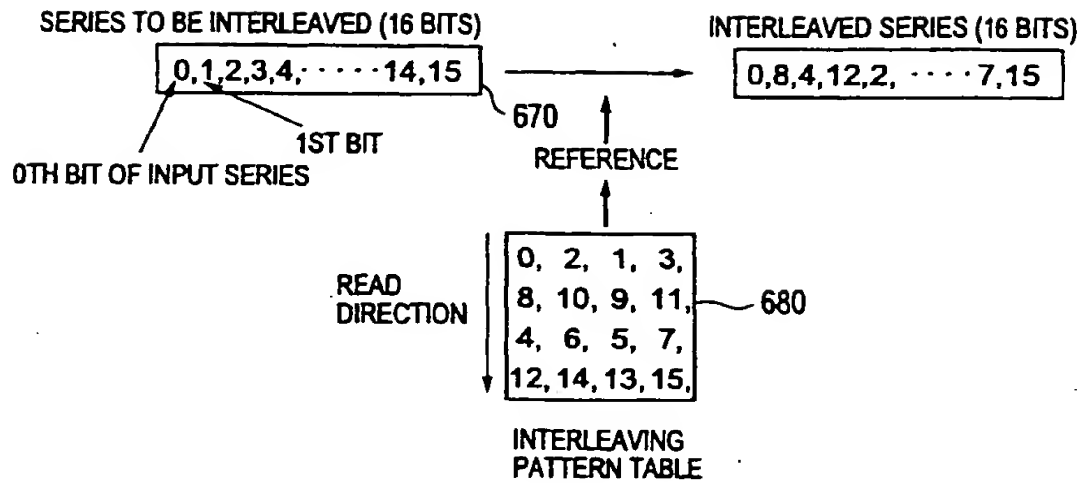 SERIES TO BE INTERLEAVED (16 BITS)
0,1,2,3,4,·····14,15
670
1ST BIT
0TH BIT OF INPUT SERIES
INTERLEAVED SERIES (16 BITS)
0,8,4,12,2, ····7,15
REFERENCE
READ
DIRECTION
0, 2, 1, 3,
8, 10, 9, 11,
4, 6, 5, 7,
12, 14, 13, 15,
680
INTERLEAVING
PATTERN TABLE